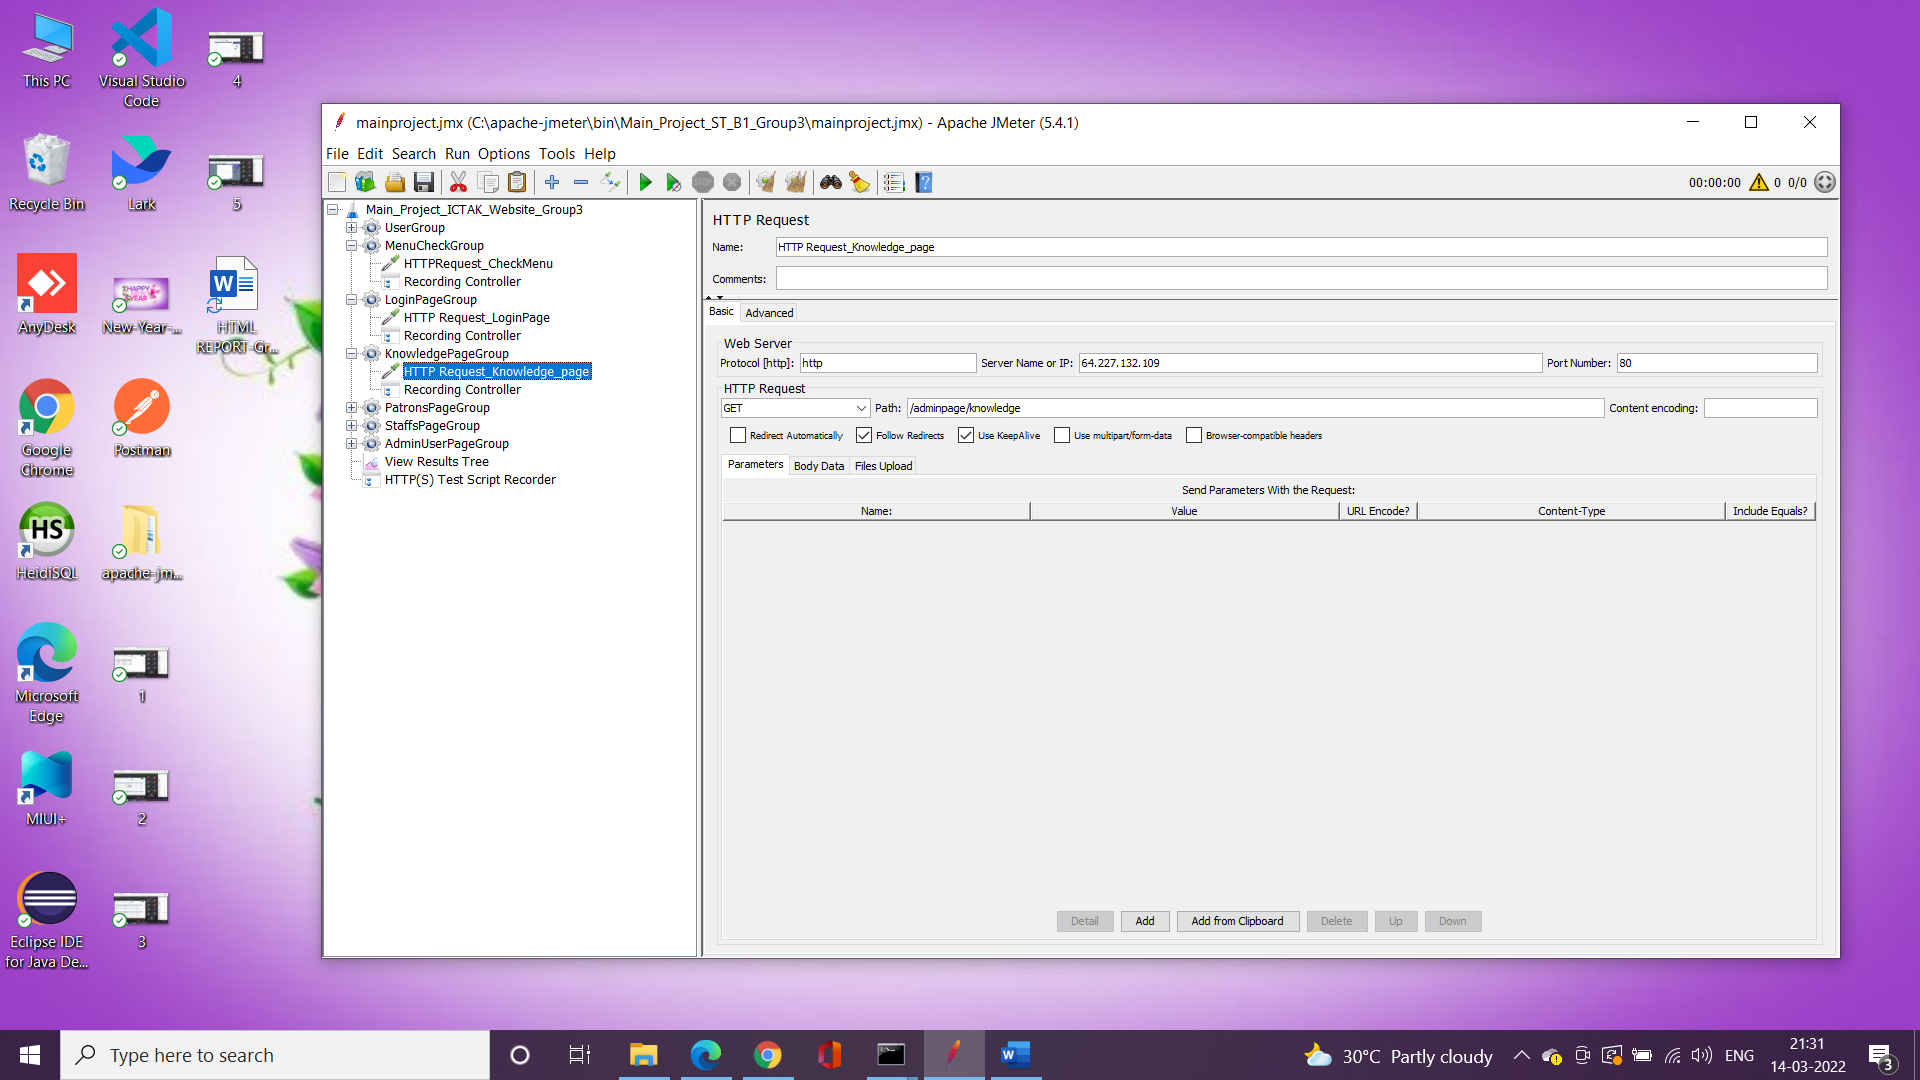 This PC
Visual Studio Code
4
Recycle Bin
Lark
5
AnyDesk
New-Year-...
HTML REPORT-Gr...
Google Chrome
Postman
HeidiSQL
apache-jm...
Microsoft Edge
1
MIUI+
2
Eclipse IDE for Java De...
3
mainproject.jmx (C:\apache-jmeter\bin\Main_Project_ST_B1_Group3\mainproject.jmx) - Apache JMeter (5.4.1)
File Edit Search Run Options Tools Help
00:00:00 0 0/0
Main_Project_ICTAK_Website_Group3
UserGroup
MenuCheckGroup
HTTPRequest_CheckMenu
Recording Controller
LoginPageGroup
HTTP Request_LoginPage
Recording Controller
KnowledgePageGroup
HTTP Request_Knowledge_page
Recording Controller
PatronsPageGroup
StaffsPageGroup
AdminUserPageGroup
View Results Tree
HTTP(S) Test Script Recorder
HTTP Request
Name: HTTP Request_Knowledge_page
Comments:
Basic Advanced
Web Server
Protocol [http]: http Server Name or IP: 64.227.132.109 Port Number: 80
HTTP Request
GET Path: /adminpage/knowledge Content encoding:
Redirect Automatically Follow Redirects Use KeepAlive Use multipart/form-data Browser-compatible headers
Parameters Body Data Files Upload
Send Parameters With the Request:
Name: Value URL Encode? Content-Type Include Equals?
Detail Add Add from Clipboard Delete Up Down
Type here to search
30°C Partly cloudy
ENG
21:31
14-03-2022
3